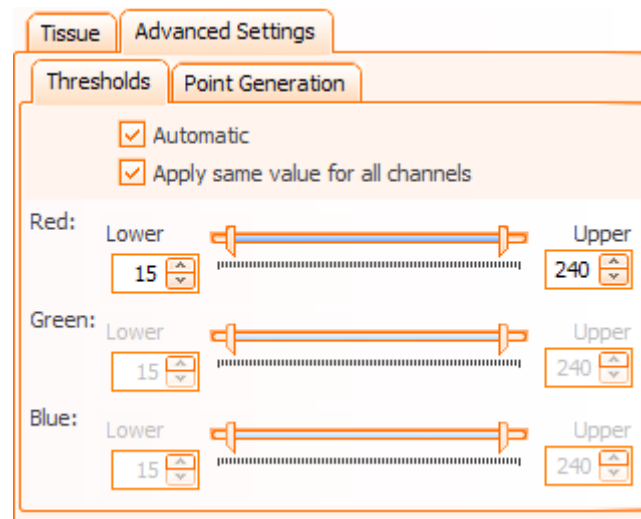 Tissue Advanced Settings
Thresholds Point Generation
Automatic
Apply same value for all channels
Red:
Lower Upper
15 240
Green:
Lower Upper
15 240
Blue:
Lower Upper
15 240